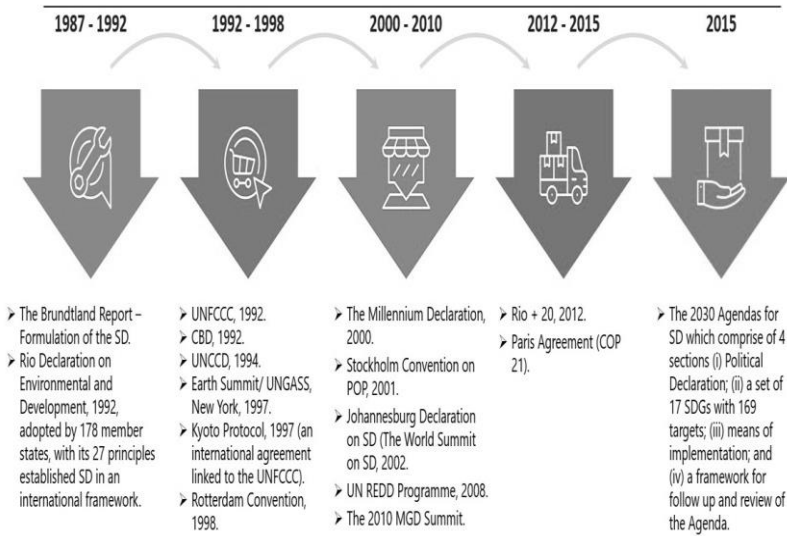 1987 - 1992
1992 - 1998
2000 - 2010
2012 - 2015
2015
➢ The Brundtland Report –
Formulation of the SD.
➢ Rio Declaration on
Environmental and
Development, 1992,
adopted by 178 member
states, with its 27 principles
established SD in an
international framework.
➢ UNFCCC, 1992.
➢ CBD, 1992.
➢ UNCCD, 1994.
➢ Earth Summit/ UNGASS,
New York, 1997.
➢ Kyoto Protocol, 1997 (an
international agreement
linked to the UNFCCC).
➢ Rotterdam Convention,
1998.
➢ The Millennium Declaration,
2000.
➢ Stockholm Convention on
POP, 2001.
➢ Johannesburg Declaration
on SD (The World Summit
on SD, 2002.
➢ UN REDD Programme, 2008.
➢ The 2010 MGD Summit.
➢ Rio + 20, 2012.
➢ Paris Agreement (COP
21).
➢ The 2030 Agendas for
SD which comprise of 4
sections (i) Political
Declaration; (ii) a set of
17 SDGs with 169
targets; (iii) means of
implementation; and
(iv) a framework for
follow up and review of
the Agenda.